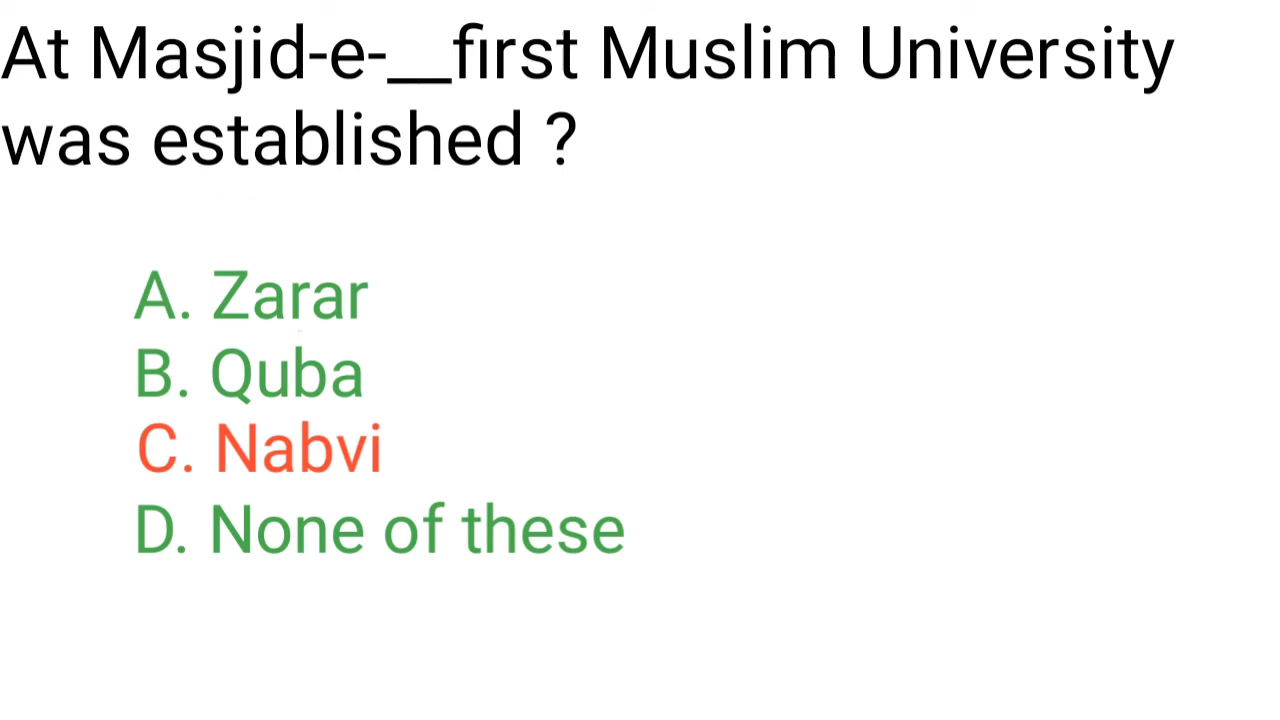 At Masjid-e-__first Muslim University
was established ?
A. Zarar
B. Quba
C. Nabvi
D. None of these